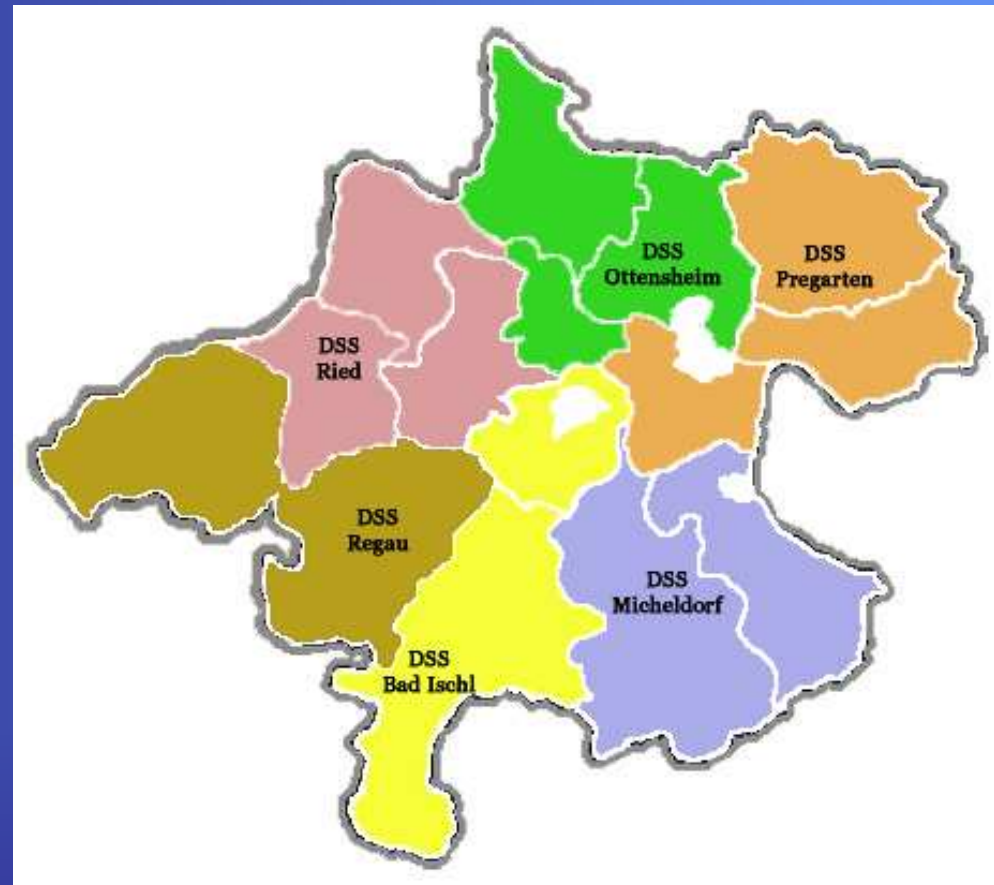 DSS
Ottensheim
DSS
Pregarten
DSS
Ried
DSS
Regau
DSS
Micheldorf
DSS
Bad Ischl